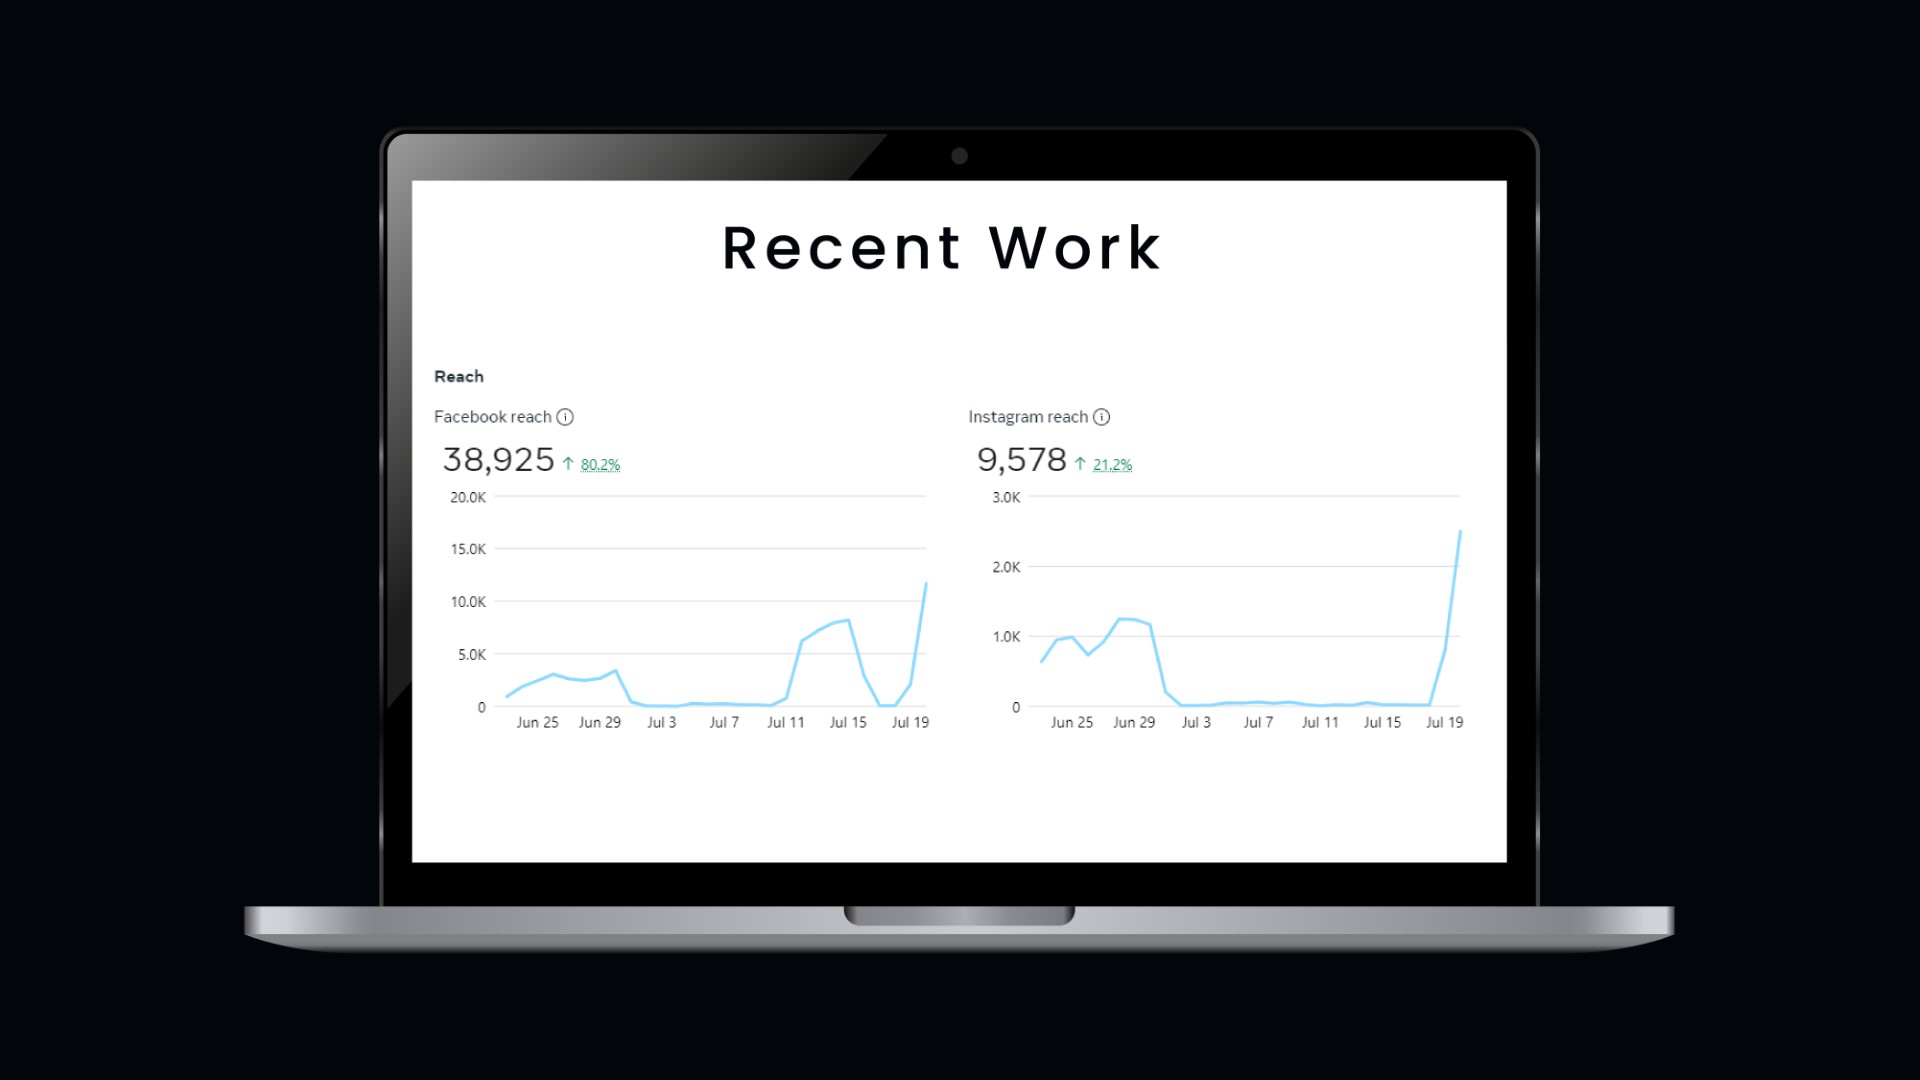 Recent Work
Reach
Facebook reach
38,925 ↑ 80.2%
20.0K
15.0K
10.0K
5.0K
0
Jun 25 Jun 29 Jul 3 Jul 7 Jul 11 Jul 15 Jul 19
Instagram reach
9,578 ↑ 21.2%
3.0K
2.0K
1.0K
0
Jun 25 Jun 29 Jul 3 Jul 7 Jul 11 Jul 15 Jul 19